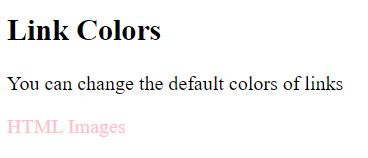 Link Colors
You can change the default colors of links
HTML Images